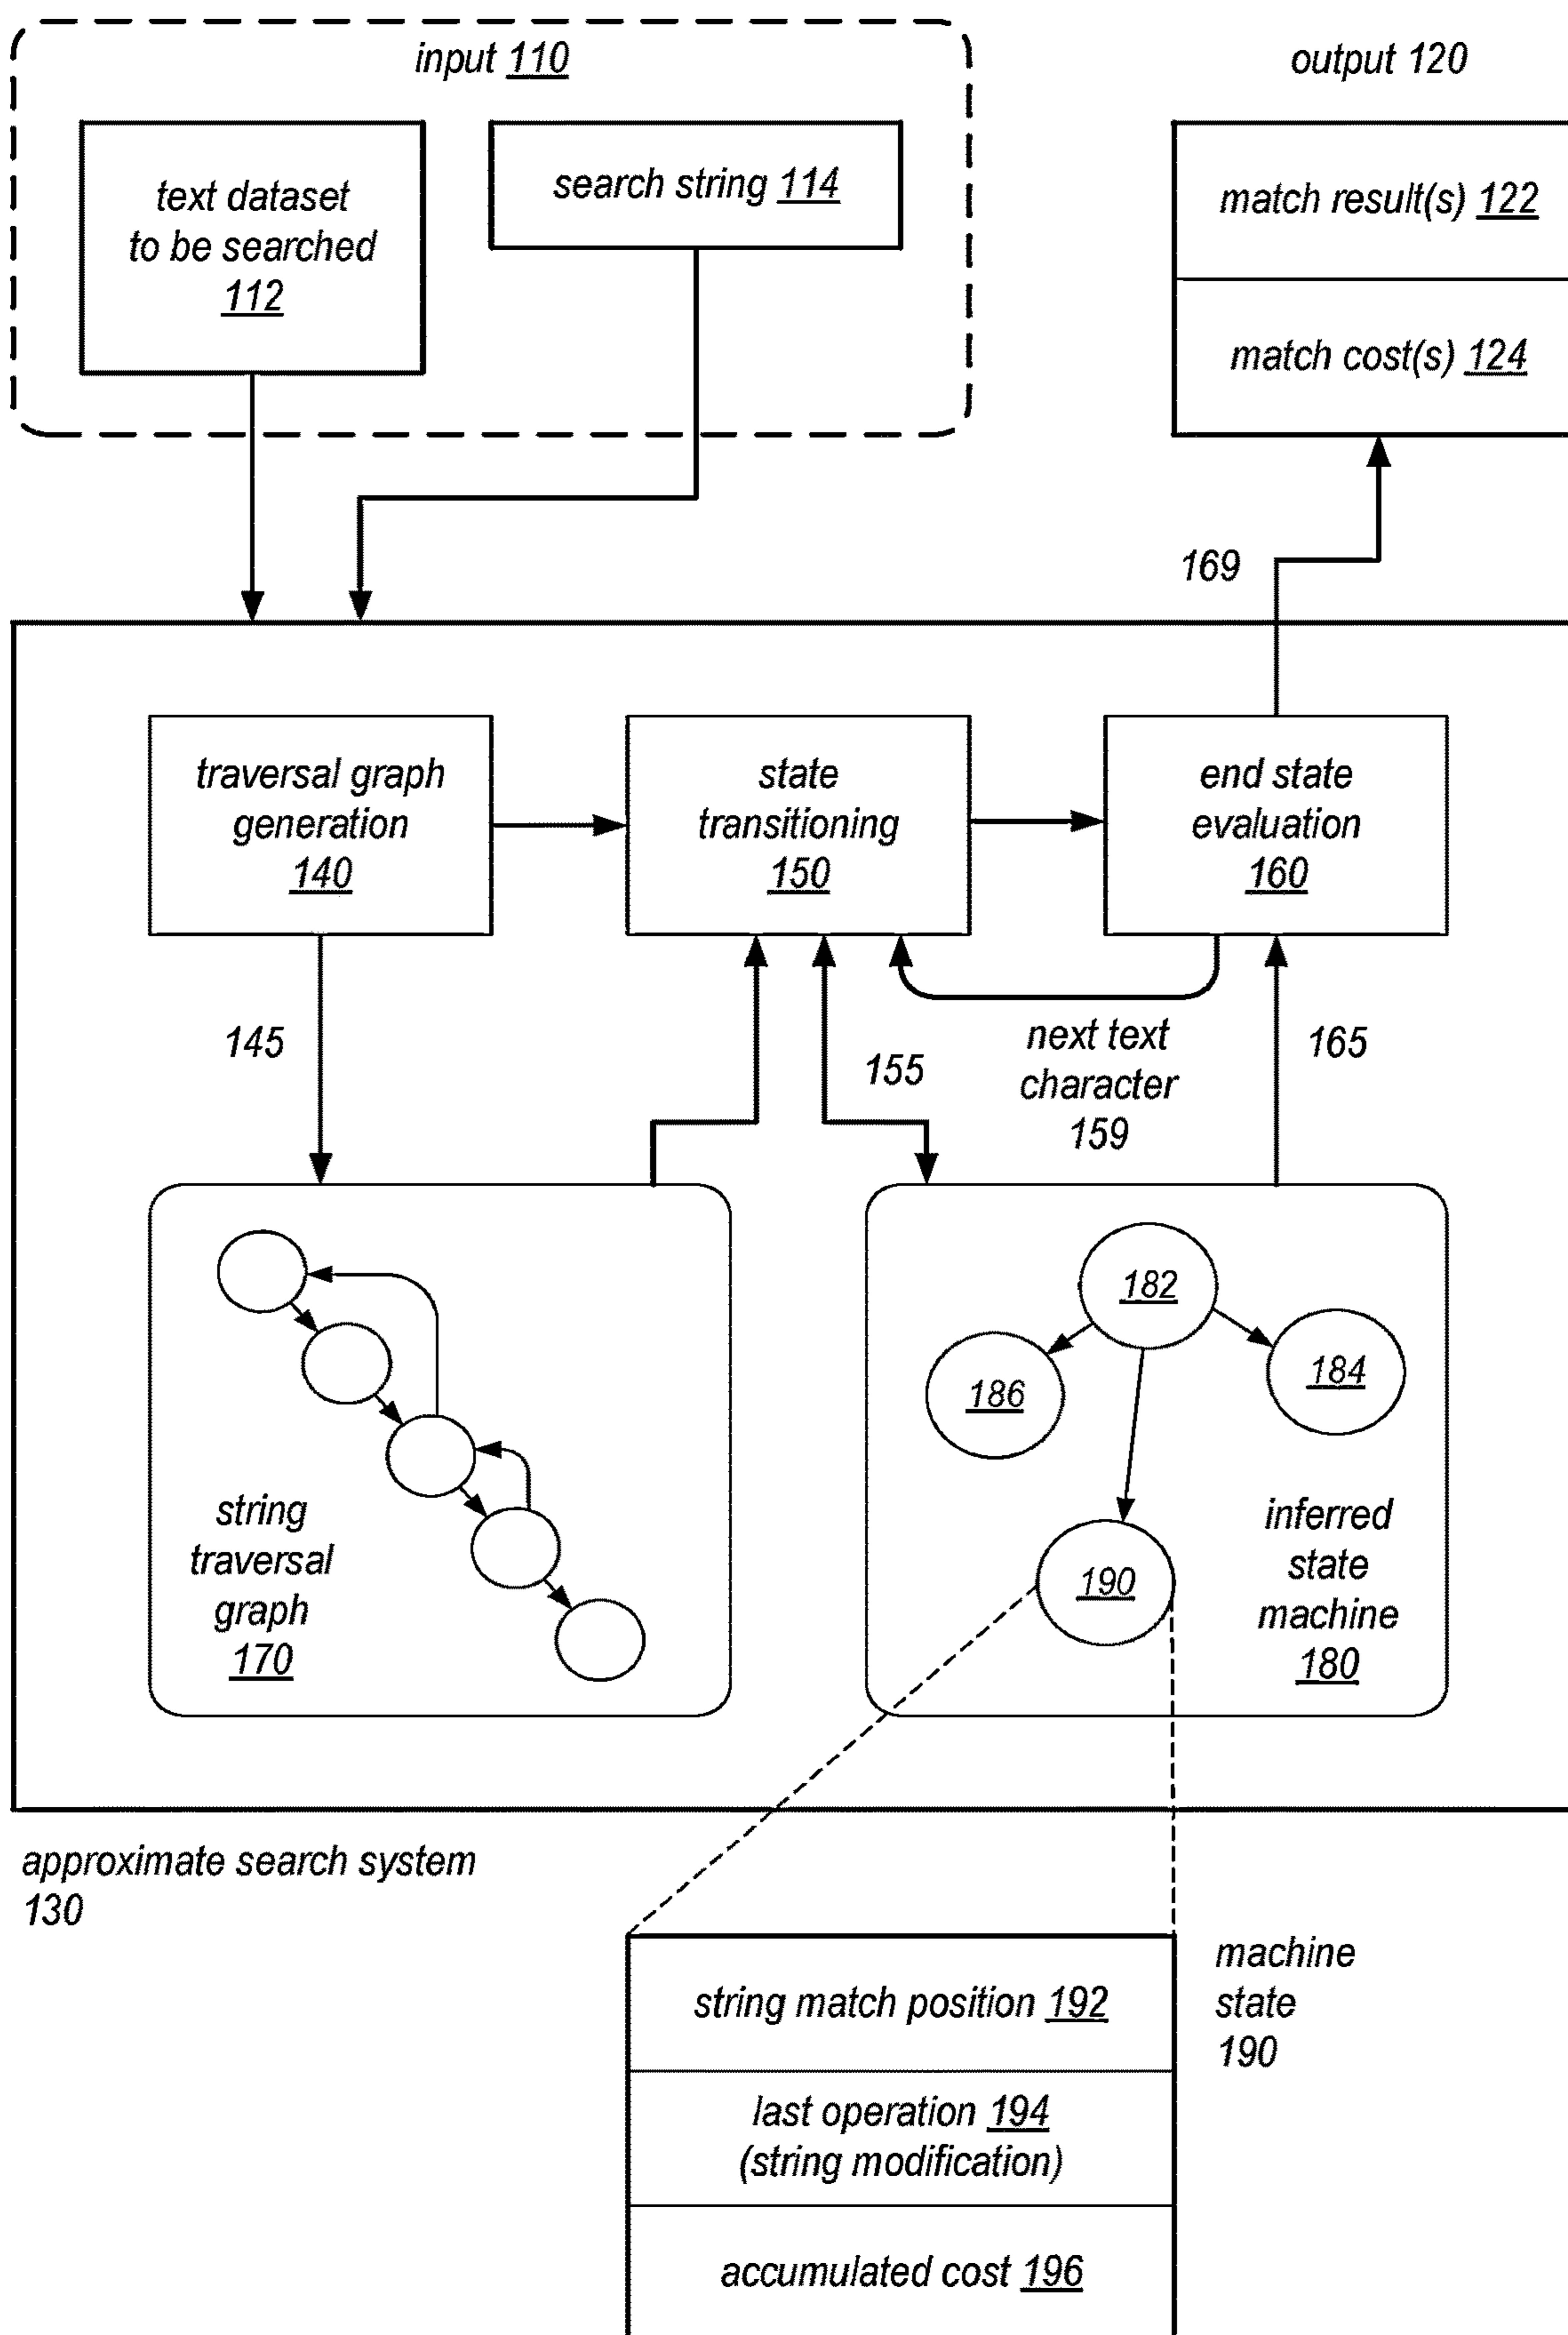 input 110
output 120
text dataset
to be searched
112
search string 114
match result(s) 122
match cost(s) 124
169
traversal graph
generation
140
state
transitioning
150
end state
evaluation
160
145
155
next text
character
159
165
string
traversal
graph
170
182
186
184
190
inferred
state
machine
180
approximate search system
130
string match position 192
last operation 194
(string modification)
accumulated cost 196
machine
state
190